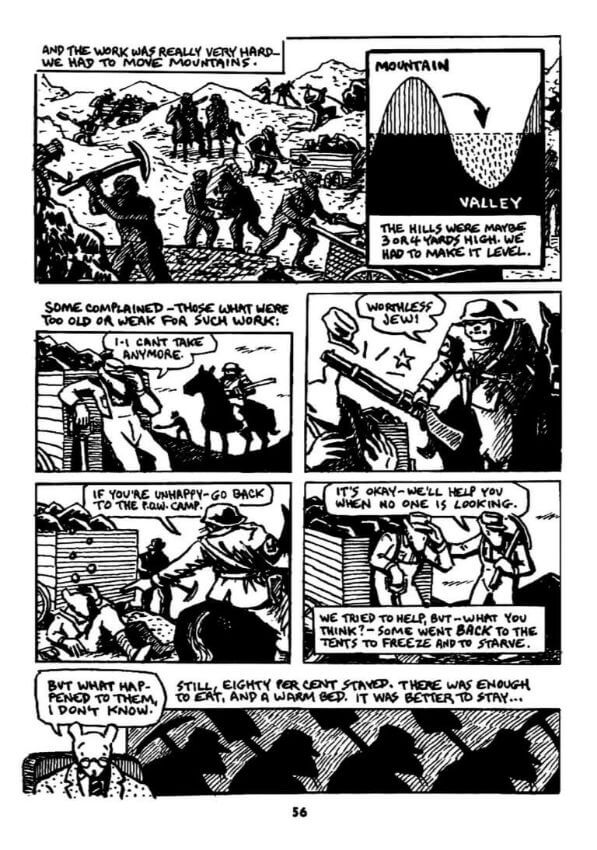 AND THE WORK WAS REALLY VERY HARD—
WE HAD TO MOVE MOUNTAINS.
MOUNTAIN
VALLEY
THE HILLS WERE MAYBE
3 OR 4 YARDS HIGH. WE
HAD TO MAKE IT LEVEL.
SOME COMPLAINED – THOSE WHAT WERE
TOO OLD OR WEAK FOR SUCH WORK:
I-I CAN'T TAKE
ANYMORE.
WORTHLESS
JEW!
IF YOU'RE UNHAPPY–GO BACK
TO THE P.O.W. CAMP.
IT'S OKAY–WE'LL HELP YOU
WHEN NO ONE IS LOOKING.
WE TRIED TO HELP, BUT–WHAT YOU
THINK?–SOME WENT BACK TO THE
TENTS TO FREEZE AND TO STARVE.
BUT WHAT HAP-
PENED TO THEM,
I DON'T KNOW.
STILL, EIGHTY PER CENT STAYED. THERE WAS ENOUGH
TO EAT, AND A WARM BED. IT WAS BETTER TO STAY...
56